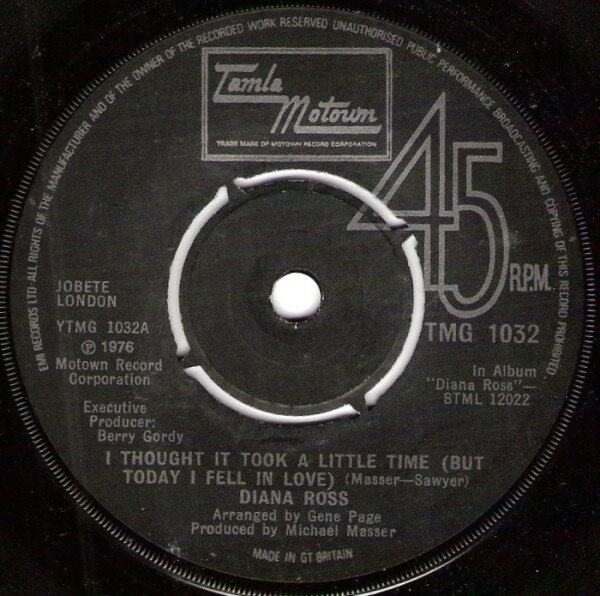 EMI RECORDS LTD·ALL RIGHTS OF THE MANUFACTURER AND OF THE OWNER OF THE RECORDED WORK RESERVED UNAUTHORISED PUBLIC PERFORMANCE BROADCASTING AND COPYING OF THIS RECORD PROHIBITED.
Tamla
Motown
TRADE MARK OF MOTOWN RECORD CORPORATION
45
R.P.M.
JOBETE
LONDON
YTMG 1032A
℗ 1976
Motown Record
Corporation
Executive
Producer:
Berry Gordy
TMG 1032
In Album
"Diana Ross"—
STML 12022
I THOUGHT IT TOOK A LITTLE TIME (BUT
TODAY I FELL IN LOVE) (Masser—Sawyer)
DIANA ROSS
Arranged by Gene Page
Produced by Michael Masser
MADE IN GT BRITAIN